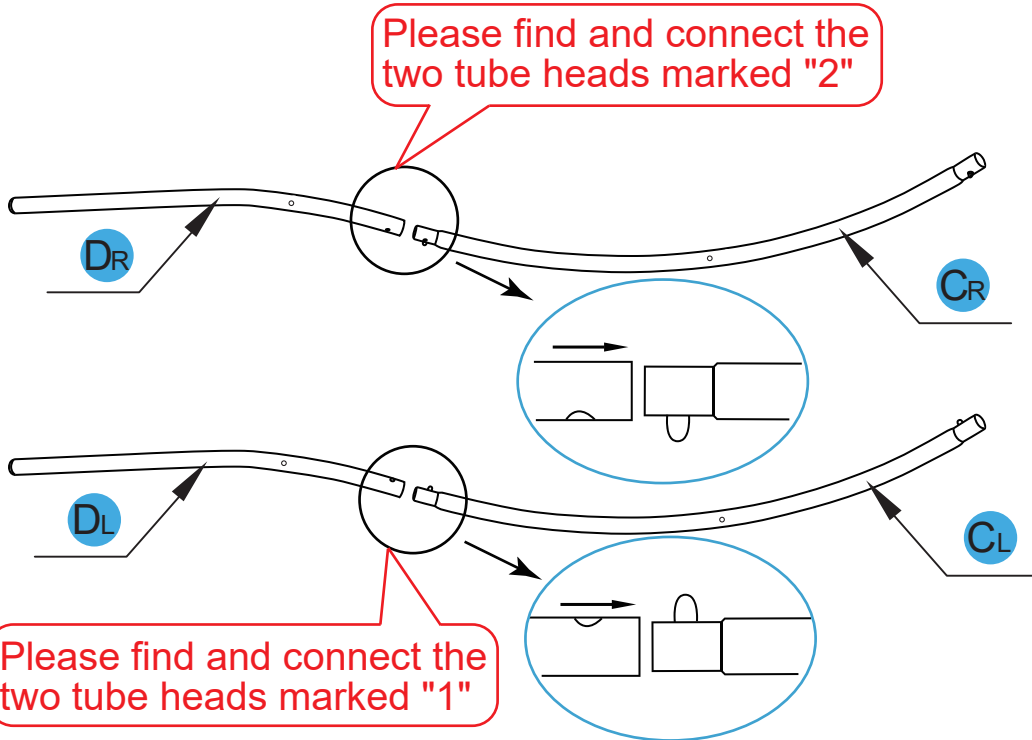 Please find and connect the
two tube heads marked "2"
DR
CR
DL
CL
Please find and connect the
two tube heads marked "1"